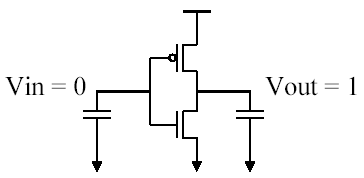 Vin = 0
Vout = 1